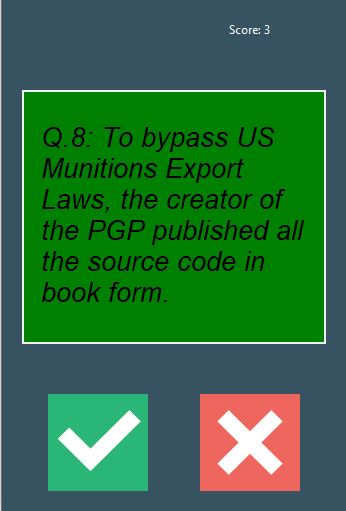 Score: 3
Q.8: To bypass US
Munitions Export
Laws, the creator of
the PGP published all
the source code in
book form.